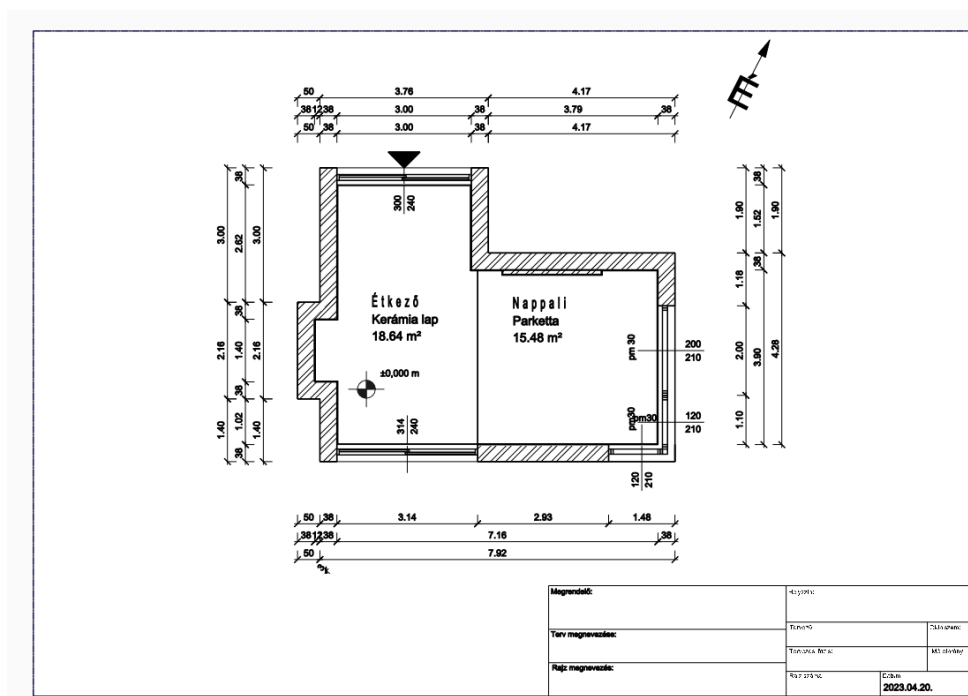 50 3.76 4.17
38 12 38 3.00 38 3.79 38
50 38 3.00 38 4.17
É
300 240
3.00 2.16 1.40
38 2.62 38 1.40 38 1.02 38
3.00 2.16 1.40
Étkező
Kerámia lap
18.64 m²
±0,000 m
Nappali
Parketta
15.48 m²
pm 30
200
210
pm30
pm30
120
210
314 240
120 210
1.90 1.18 2.00 1.10
38 1.52 38 3.90
1.90 4.28
50 38 3.14 2.93 1.48
38 12 38 7.16 38
50 7.92
Megrendelő:
Helyszín:
Terv megnevezése:
Tervező:
Rajz megnevezés:
Dátum:
2023.04.20.